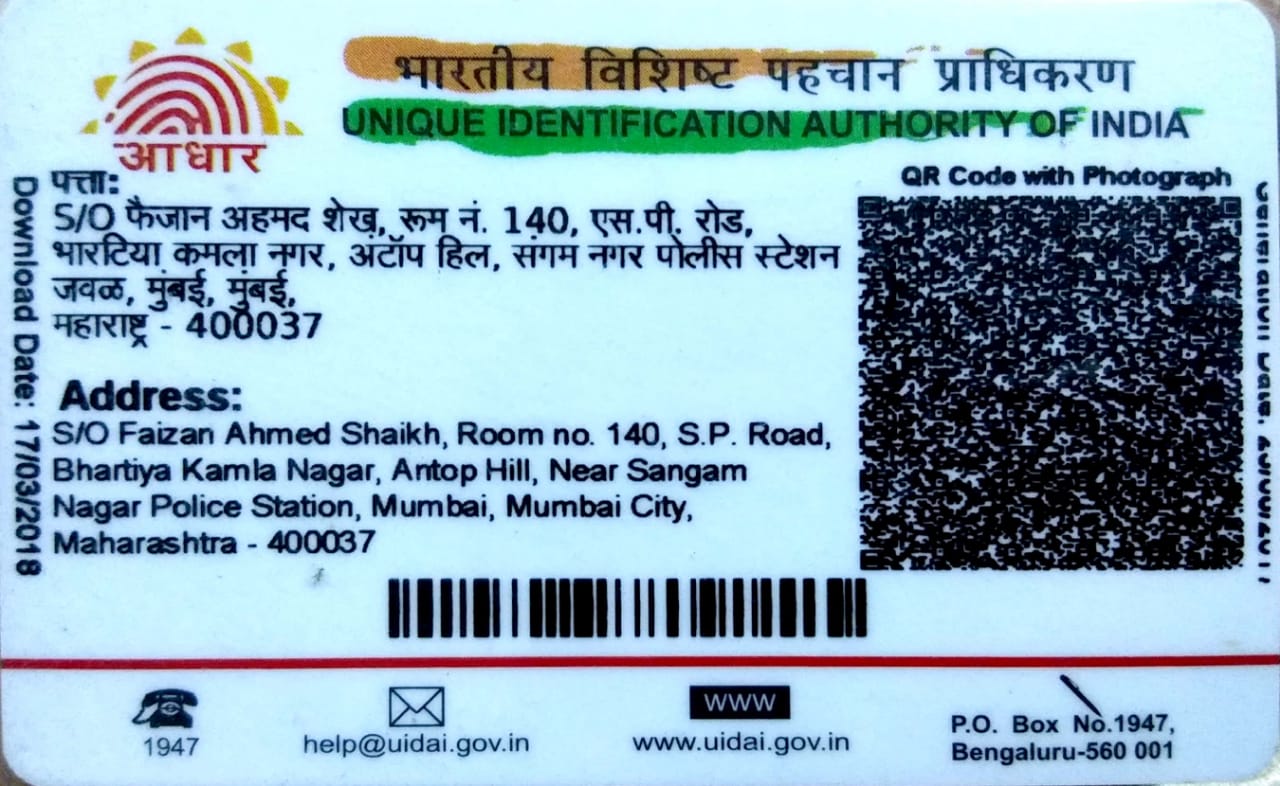 भारतीय विशिष्ट पहचान प्राधिकरण
UNIQUE IDENTIFICATION AUTHORITY OF INDIA
आधार
QR Code with Photograph
पत्ता:
S/O फैजान अहमद शेख, रूम नं. 140, एस.पी. रोड,
भारटिया कमला नगर, अंटॉप हिल, संगम नगर पोलीस स्टेशन
जवळ, मुंबई, मुंबई,
महाराष्ट्र - 400037
Address:
S/O Faizan Ahmed Shaikh, Room no. 140, S.P. Road,
Bhartiya Kamla Nagar, Antop Hill, Near Sangam
Nagar Police Station, Mumbai, Mumbai City,
Maharashtra - 400037
Download Date: 17/03/2018
1947
help@uidai.gov.in
WWW
www.uidai.gov.in
P.O. Box No.1947,
Bengaluru-560 001